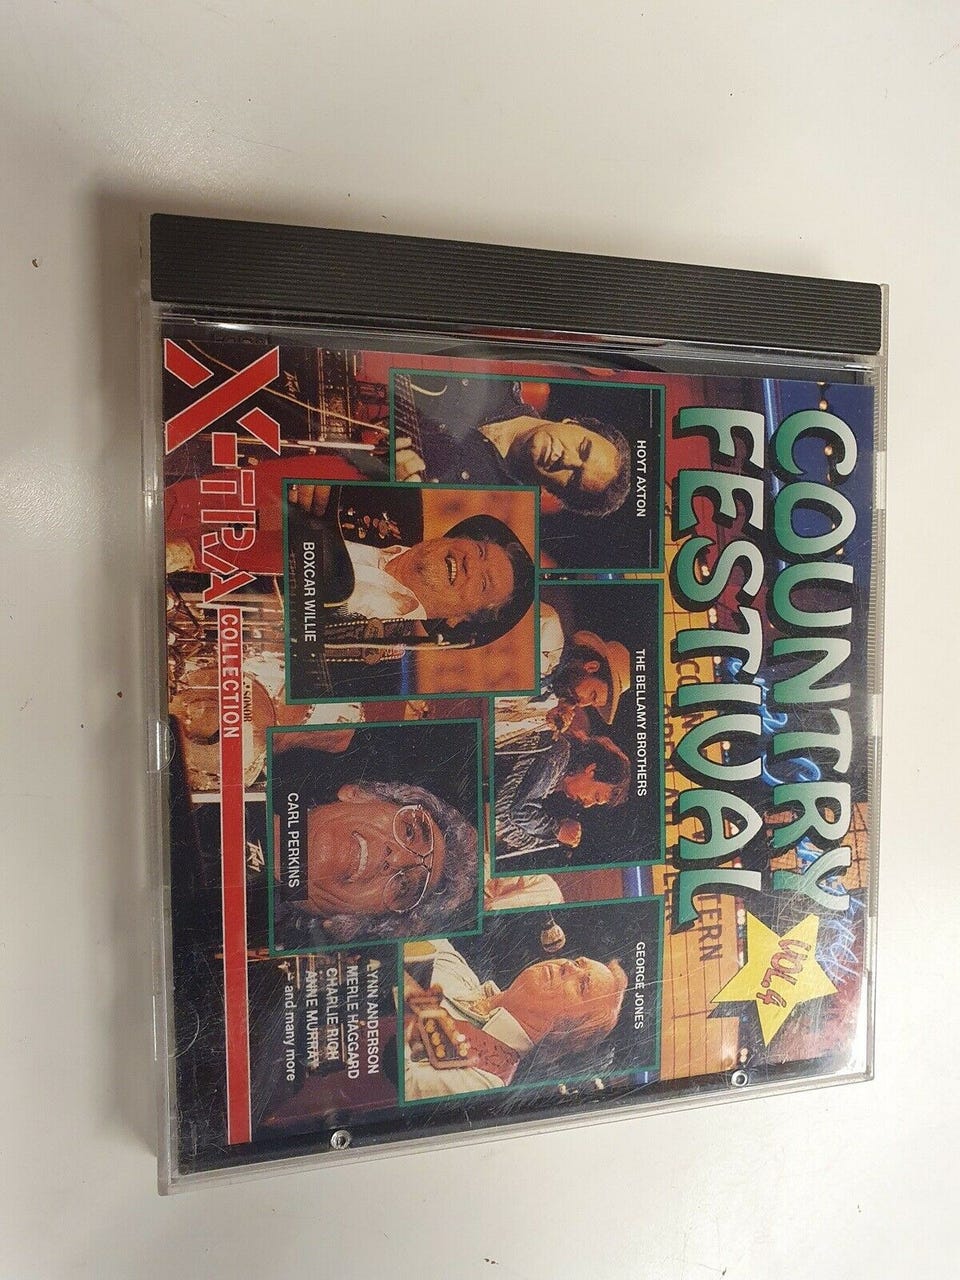 COUNTRY
FESTIVAL
VOL. 4
HOYT AXTON
THE BELLAMY BROTHERS
GEORGE JONES
BOXCAR WILLIE
CARL PERKINS
LYNN ANDERSON
MERLE HAGGARD
CHARLIE RICH
ANNE MURRAY
... and many more
X-TRA COLLECTION
SONOR